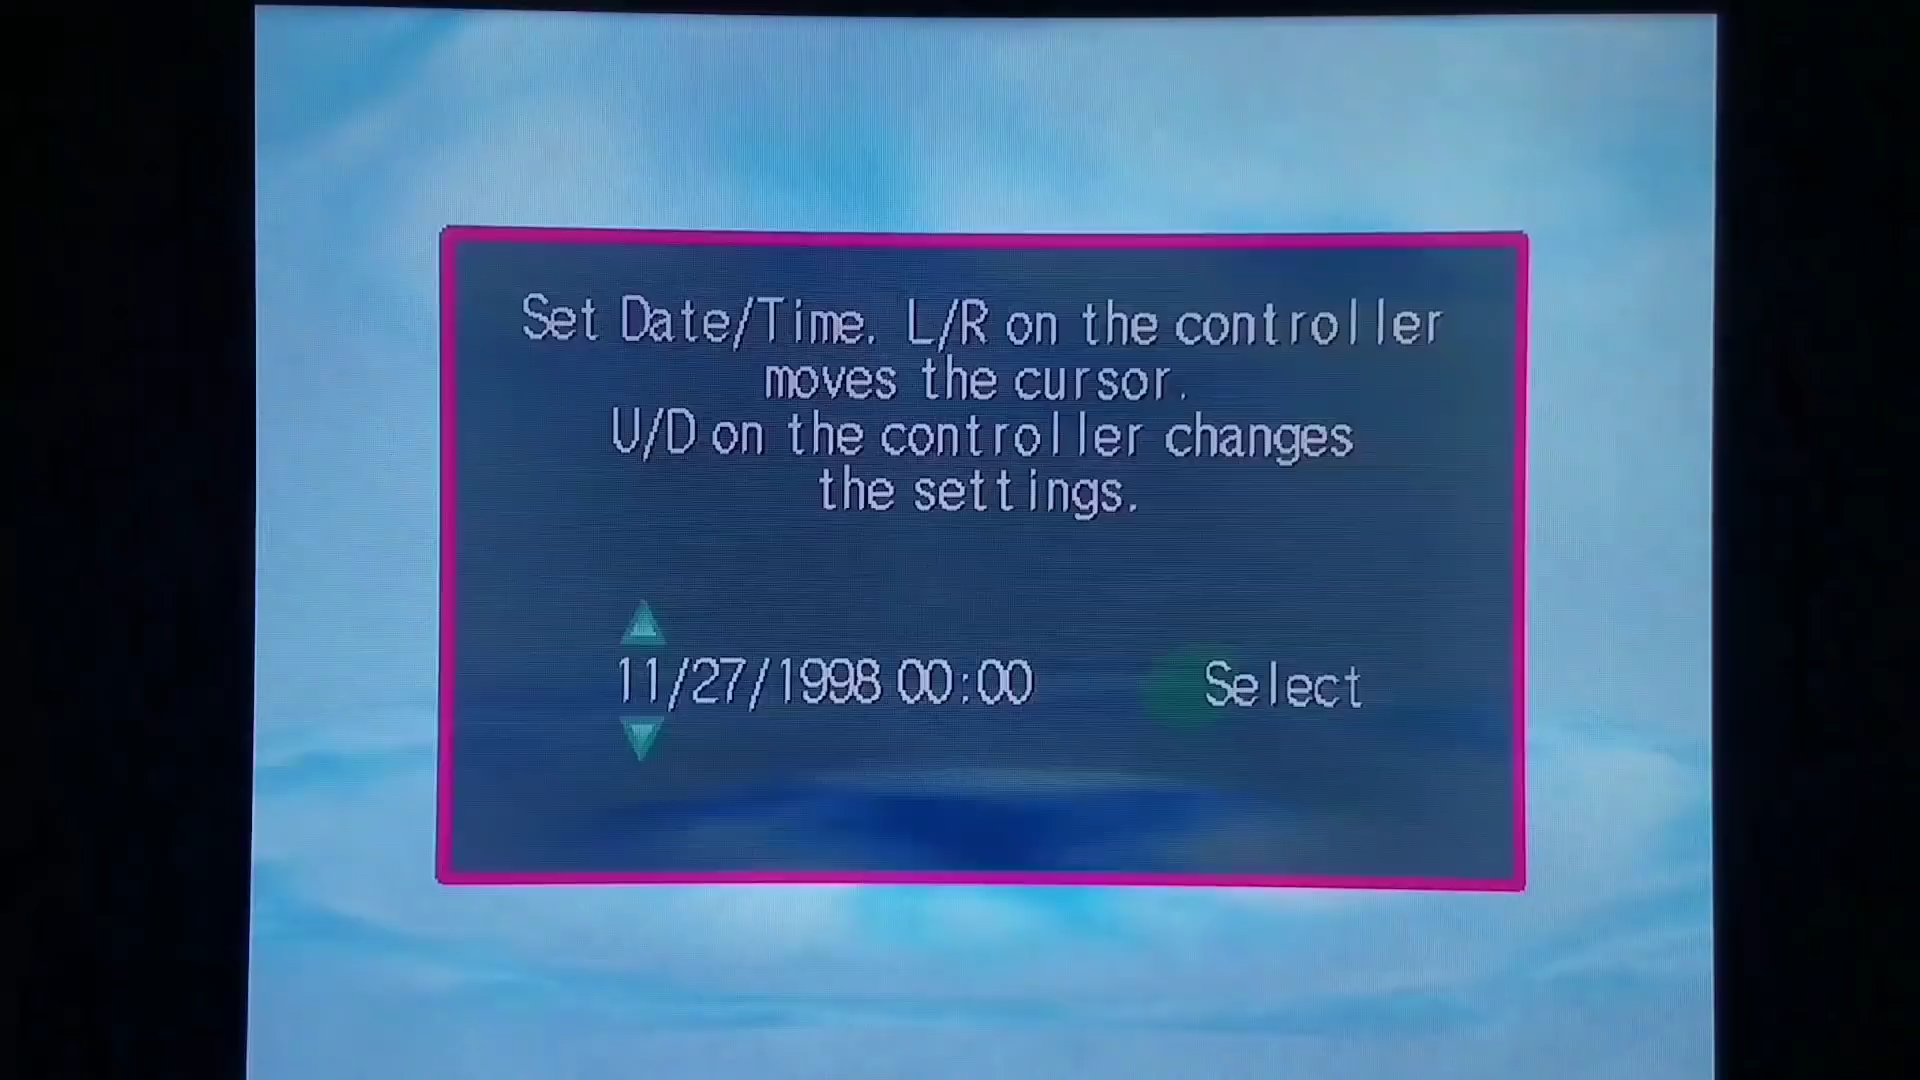 Set Date/Time. L/R on the controller
moves the cursor.
U/D on the controller changes
the settings.
11/27/1998 00:00 Select